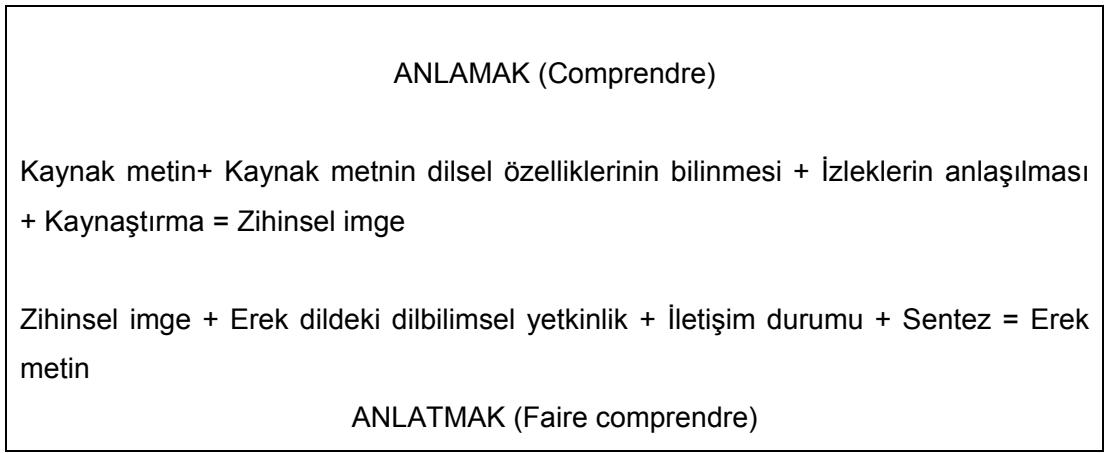 ANLAMAK (Comprendre)
Kaynak metin+ Kaynak metnin dilsel özelliklerinin bilinmesi + İzleklerin anlaşılması
+ Kaynaştırma = Zihinsel imge
Zihinsel imge + Erek dildeki dilbilimsel yetkinlik + İletişim durumu + Sentez = Erek
metin
ANLATMAK (Faire comprendre)